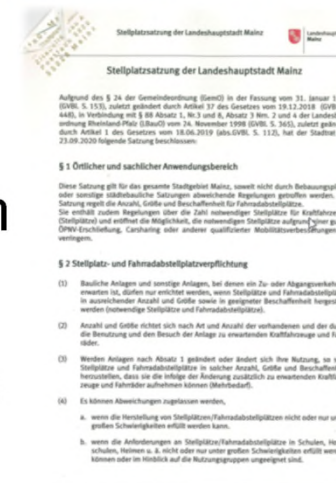 Stellplatzsatzung der Landeshauptstadt Mainz
Landeshaupt
Mainz
Stellplatzsatzung der Landeshauptstadt Mainz
Aufgrund des § 24 der Gemeindeordnung (GemO) in der Fassung vom 31. Januar 1
(GVBl. S. 153), zuletzt geändert durch Artikel 37 des Gesetzes vom 19.12.2018 (GVB
448), in Verbindung mit § 88 Absatz 1, Nr.3 und 8, Absatz 3 Nrn. 2 und 4 der Landesl
ordnung Rheinland-Pfalz (LBauO) vom 24. November 1998 (GVBl. S. 365), zuletzt geän
durch Artikel 1 des Gesetzes vom 18.06.2019 (abs.GVBl. S. 112), hat der Stadtrat
23.09.2020 folgende Satzung beschlossen:
§ 1 Örtlicher und sachlicher Anwendungsbereich
Diese Satzung gilt für das gesamte Stadtgebiet Mainz, soweit nicht durch Bebauungspl
oder sonstige städtebauliche Satzungen abweichende Regelungen getroffen werden.
Satzung regelt die Anzahl, Größe und Beschaffenheit für Fahrradabstellplätze.
Sie enthält zudem Regelungen über die Zahl notwendiger Stellplätze für Kraftfahrze
(Stellplätze) und eröffnet die Möglichkeit, die notwendigen Stellplätze aufgrund einer gu
ÖPNV-Erschließung, Carsharing oder anderer qualifizierter Mobilitätsverbesserungen
verringern.
§ 2 Stellplatz- und Fahrradabstellplatzverpflichtung
(1) Bauliche Anlagen und sonstige Anlagen, bei denen ein Zu- oder Abgangsverkeh
erwarten ist, dürfen nur errichtet werden, wenn Stellplätze und Fahrradabstellpl
in ausreichender Anzahl und Größe sowie in geeigneter Beschaffenheit hergest
werden (notwendige Stellplätze und Fahrradabstellplätze).
(2) Anzahl und Größe richtet sich nach Art und Anzahl der vorhandenen und der du
die Benutzung und den Besuch der Anlage zu erwartenden Kraftfahrzeuge und Fa
räder.
(3) Werden Anlagen nach Absatz 1 geändert oder ändert sich ihre Nutzung, so s
Stellplätze und Fahrradabstellplätze in solcher Anzahl, Größe und Beschaffenh
herzustellen, dass sie die infolge der Änderung zusätzlich zu erwartenden Kraftf
zeuge und Fahrräder aufnehmen können (Mehrbedarf).
(4) Es können Abweichungen zugelassen werden,
a. wenn die Herstellung von Stellplätzen/Fahrradabstellplätzen nicht oder nur un
großen Schwierigkeiten erfüllt werden kann.
b. wenn die Anforderungen an Stellplätze/Fahrradabstellplätze in Schulen, Ho
schulen, Heimen u. ä. nicht oder nur unter großen Schwierigkeiten erfüllt werd
können oder im Hinblick auf die Nutzungsgruppen ungeeignet sind.